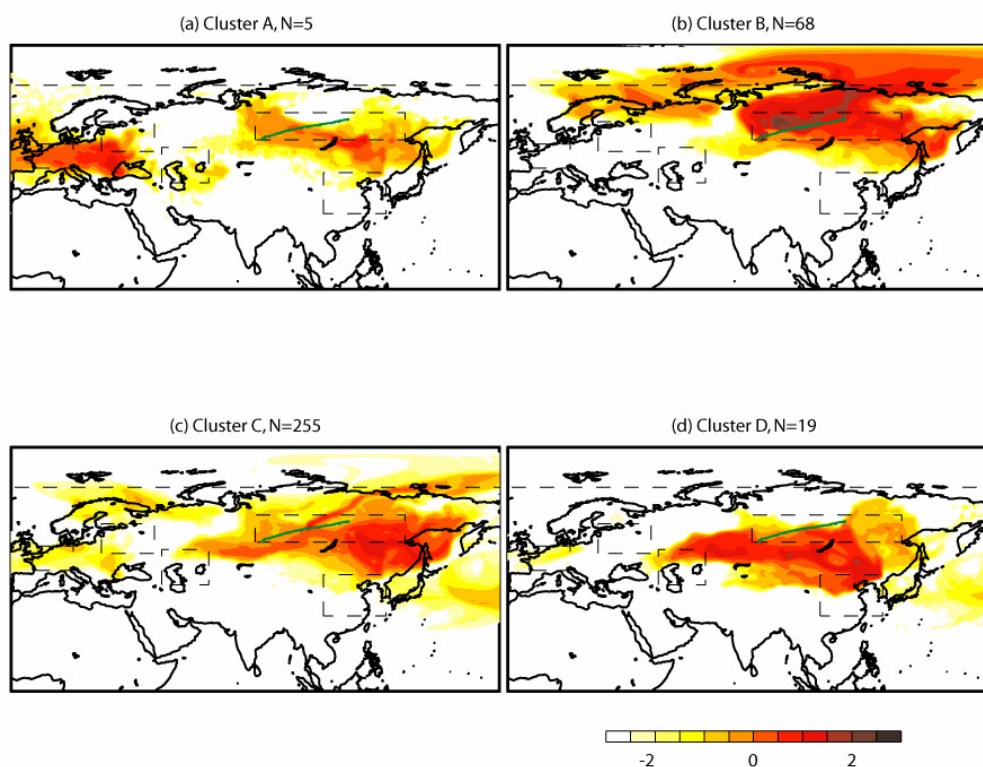 (a) Cluster A, N=5
(b) Cluster B, N=68
(c) Cluster C, N=255
(d) Cluster D, N=19
-2 0 2